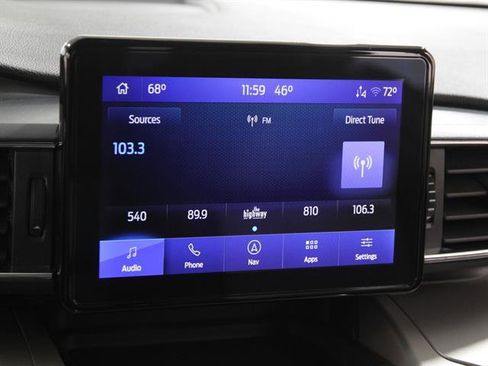 68° 11:59 46° 72°
Sources FM Direct Tune
103.3
540 89.9 the highway 810 106.3
Audio Phone Nav Apps Settings